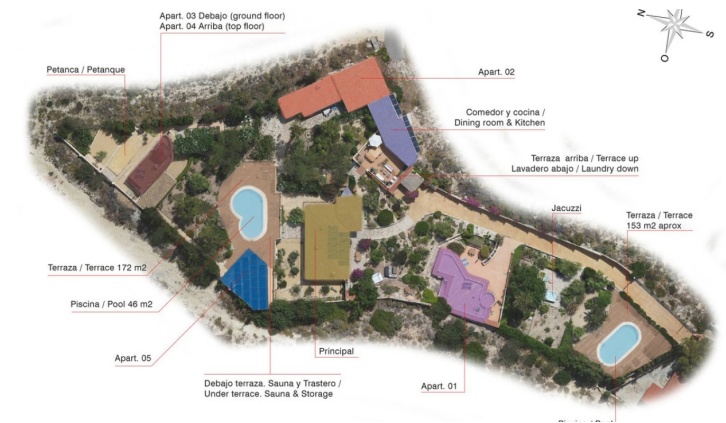 Apart. 03 Debajo (ground floor)
Apart. 04 Arriba (top floor)
N
S
O
Petanca / Petanque
Apart. 02
Comedor y cocina /
Dining room & Kitchen
Terraza arriba / Terrace up
Lavadero abajo / Laundry down
Jacuzzi
Terraza / Terrace
153 m2 aprox
Terraza / Terrace 172 m2
Piscina / Pool 46 m2
Apart. 05
Principal
Debajo terraza. Sauna y Trastero /
Under terrace. Sauna & Storage
Apart. 01